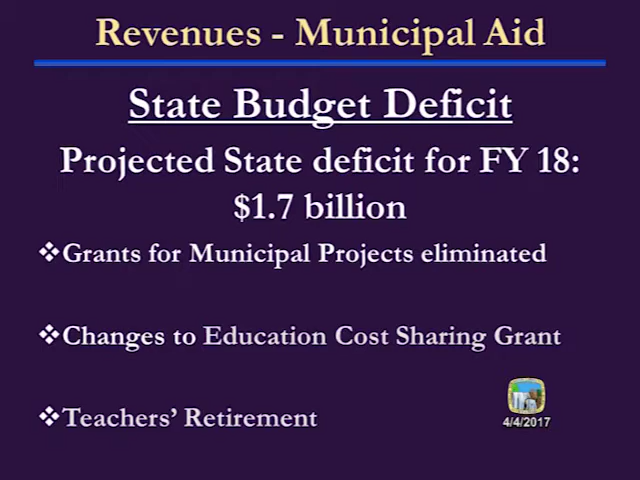 Revenues - Municipal Aid
State Budget Deficit
Projected State deficit for FY 18:
$1.7 billion
❖Grants for Municipal Projects eliminated
❖Changes to Education Cost Sharing Grant
❖Teachers’ Retirement
4/4/2017